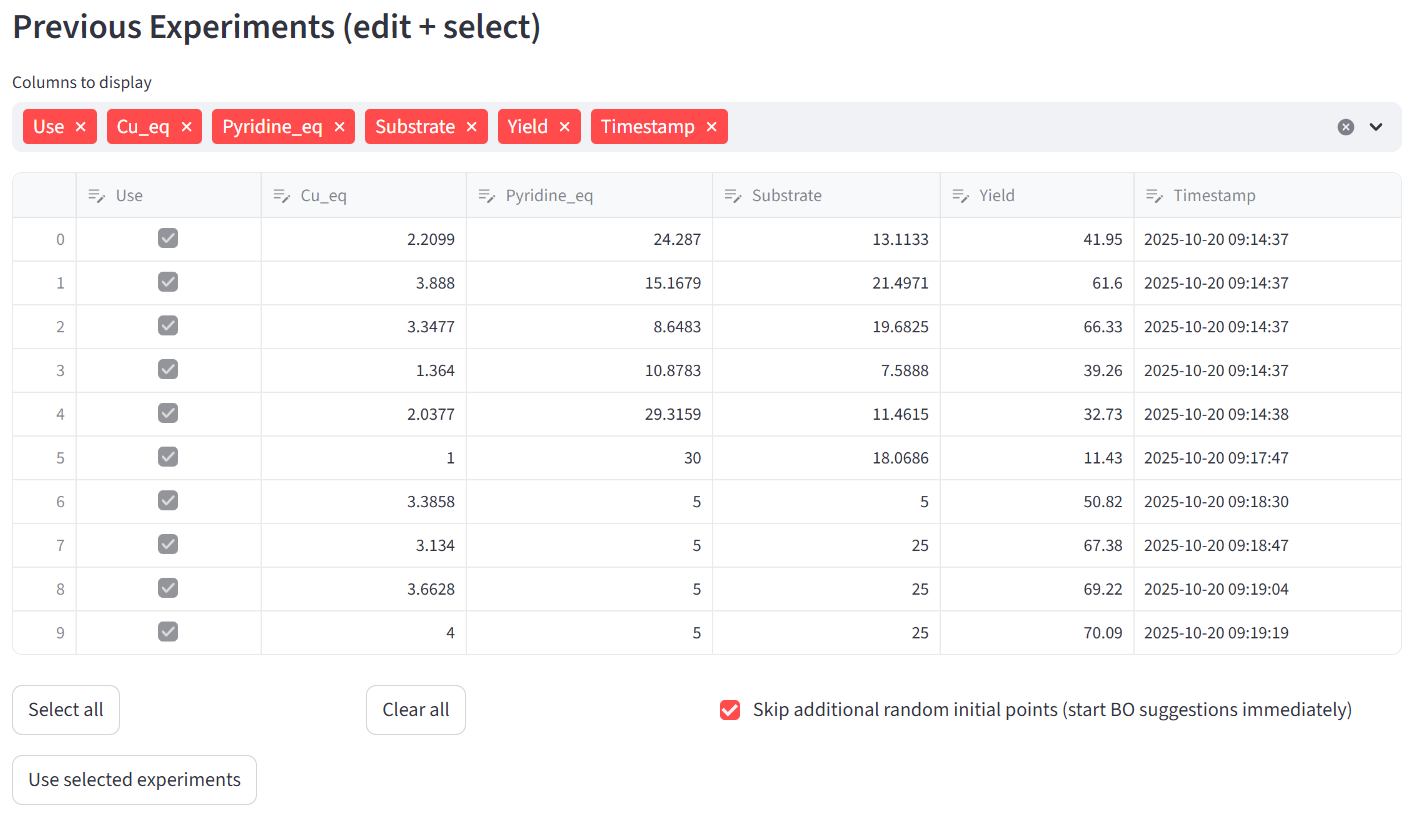 Previous Experiments (edit + select)
Columns to display
Use Cu_eq Pyridine_eq Substrate Yield Timestamp
Use Cu_eq Pyridine_eq Substrate Yield Timestamp
0 2.2099 24.287 13.1133 41.95 2025-10-20 09:14:37
1 3.888 15.1679 21.4971 61.6 2025-10-20 09:14:37
2 3.3477 8.6483 19.6825 66.33 2025-10-20 09:14:37
3 1.364 10.8783 7.5888 39.26 2025-10-20 09:14:37
4 2.0377 29.3159 11.4615 32.73 2025-10-20 09:14:38
5 1 30 18.0686 11.43 2025-10-20 09:17:47
6 3.3858 5 5 50.82 2025-10-20 09:18:30
7 3.134 5 25 67.38 2025-10-20 09:18:47
8 3.6628 5 25 69.22 2025-10-20 09:19:04
9 4 5 25 70.09 2025-10-20 09:19:19
Select all Clear all Skip additional random initial points (start BO suggestions immediately)
Use selected experiments